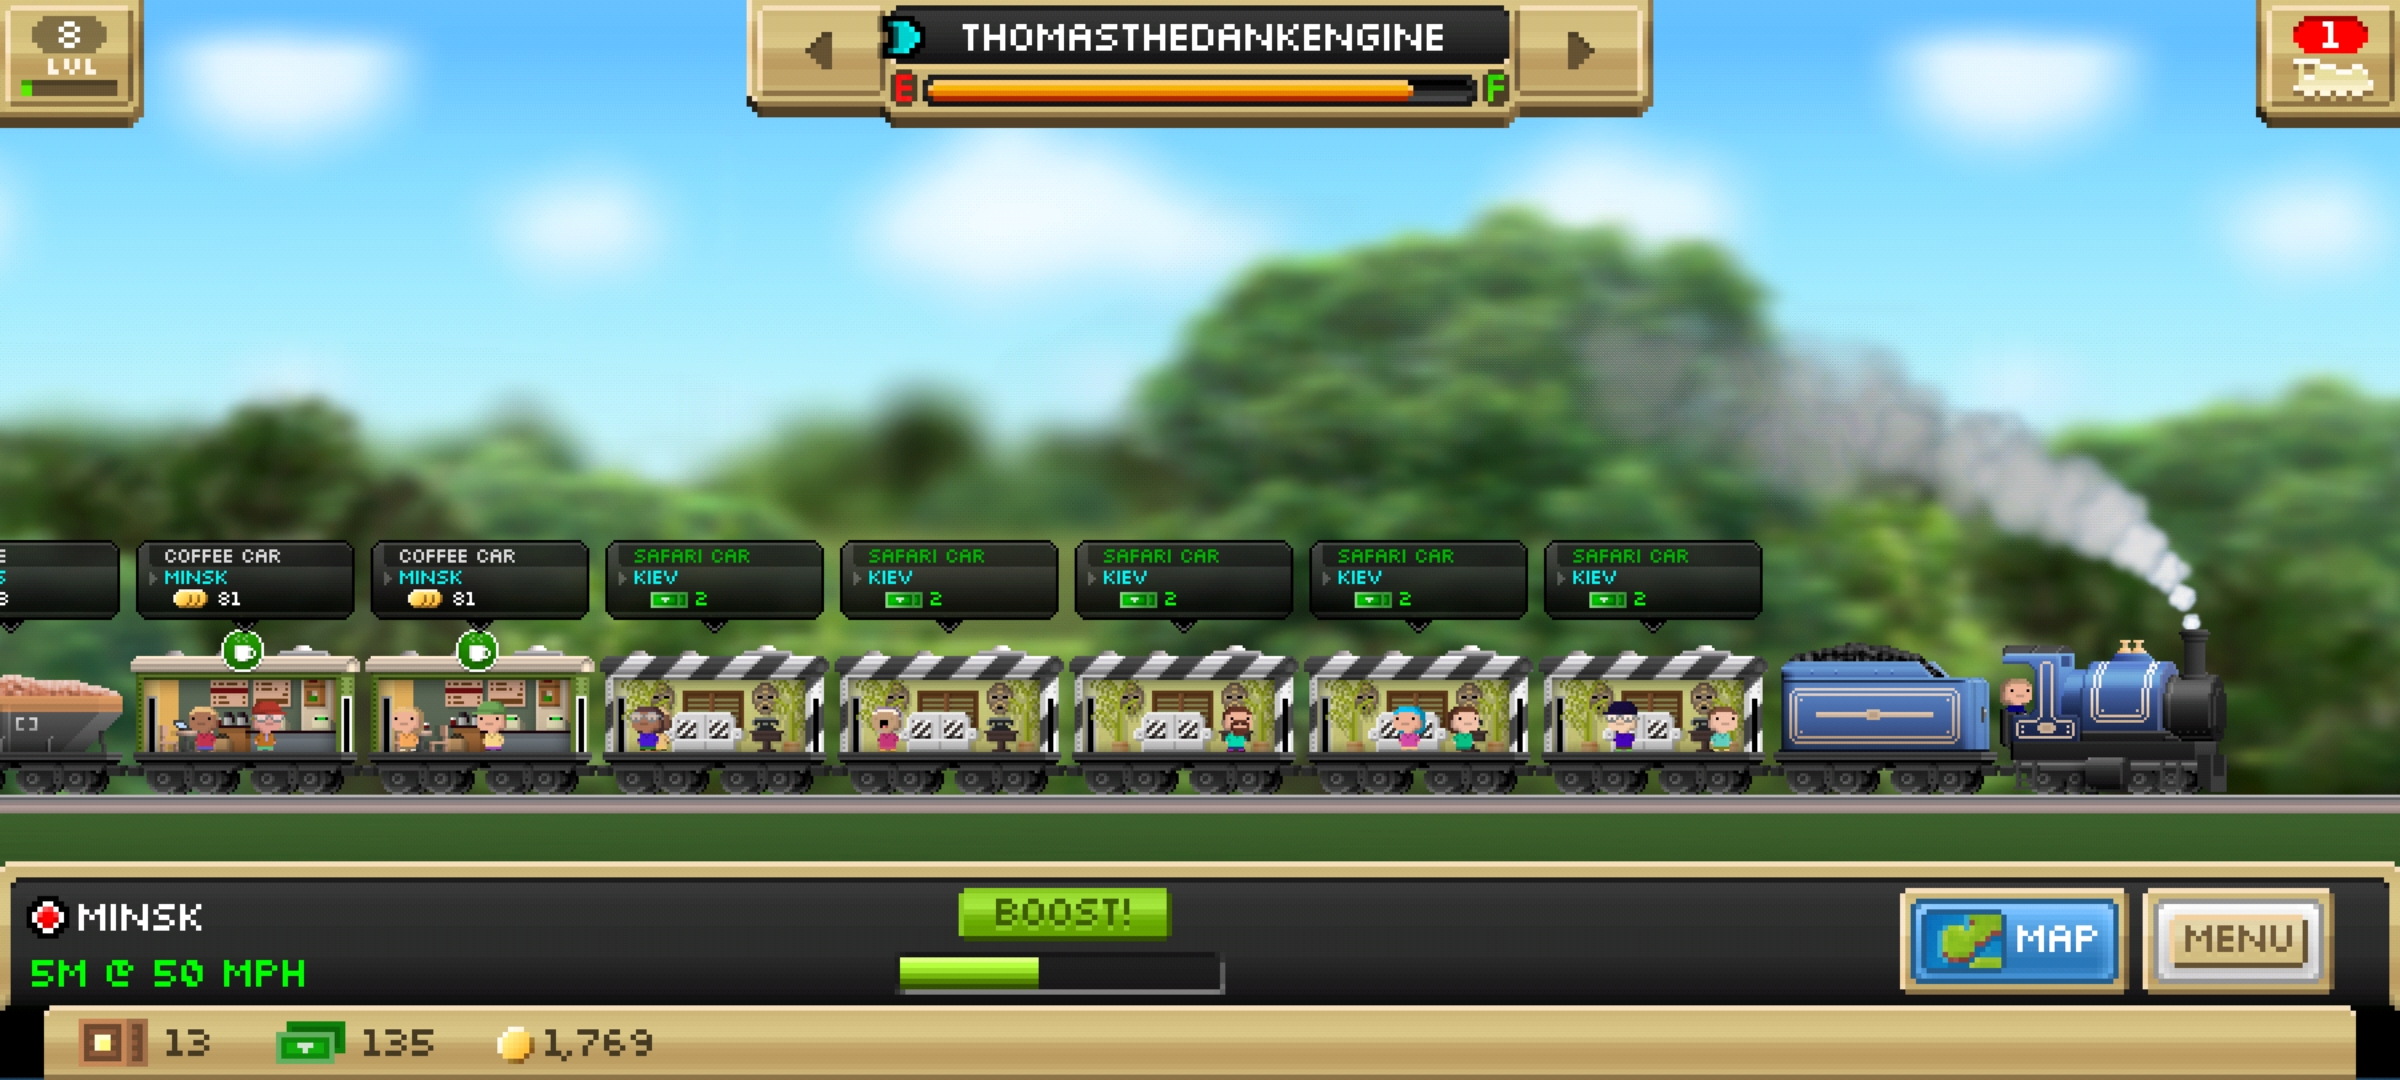 8
LVL
THOMASTHEDANKENGINE
E F
1
COFFEE CAR
MINSK
81
COFFEE CAR
MINSK
81
SAFARI CAR
KIEV
2
SAFARI CAR
KIEV
2
SAFARI CAR
KIEV
2
SAFARI CAR
KIEV
2
SAFARI CAR
KIEV
2
MINSK
5M @ 50 MPH
BOOST!
MAP
MENU
13
135
1,769